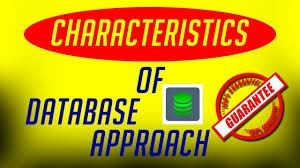 CHARACTERISTICS
OF
DATABASE
APPROACH
GUARANTEE